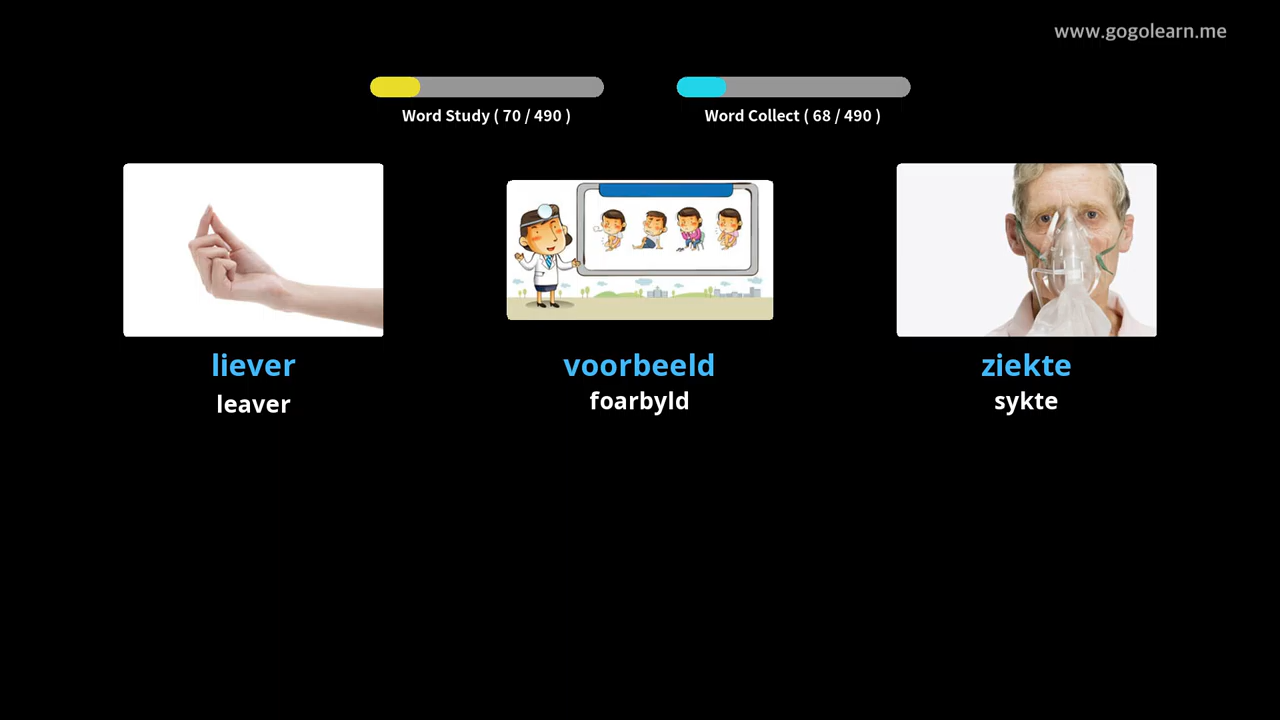 www.gogolearn.me
Word Study ( 70 / 490 )
Word Collect ( 68 / 490 )
liever
leaver
voorbeeld
foarbyld
ziekte
sykte